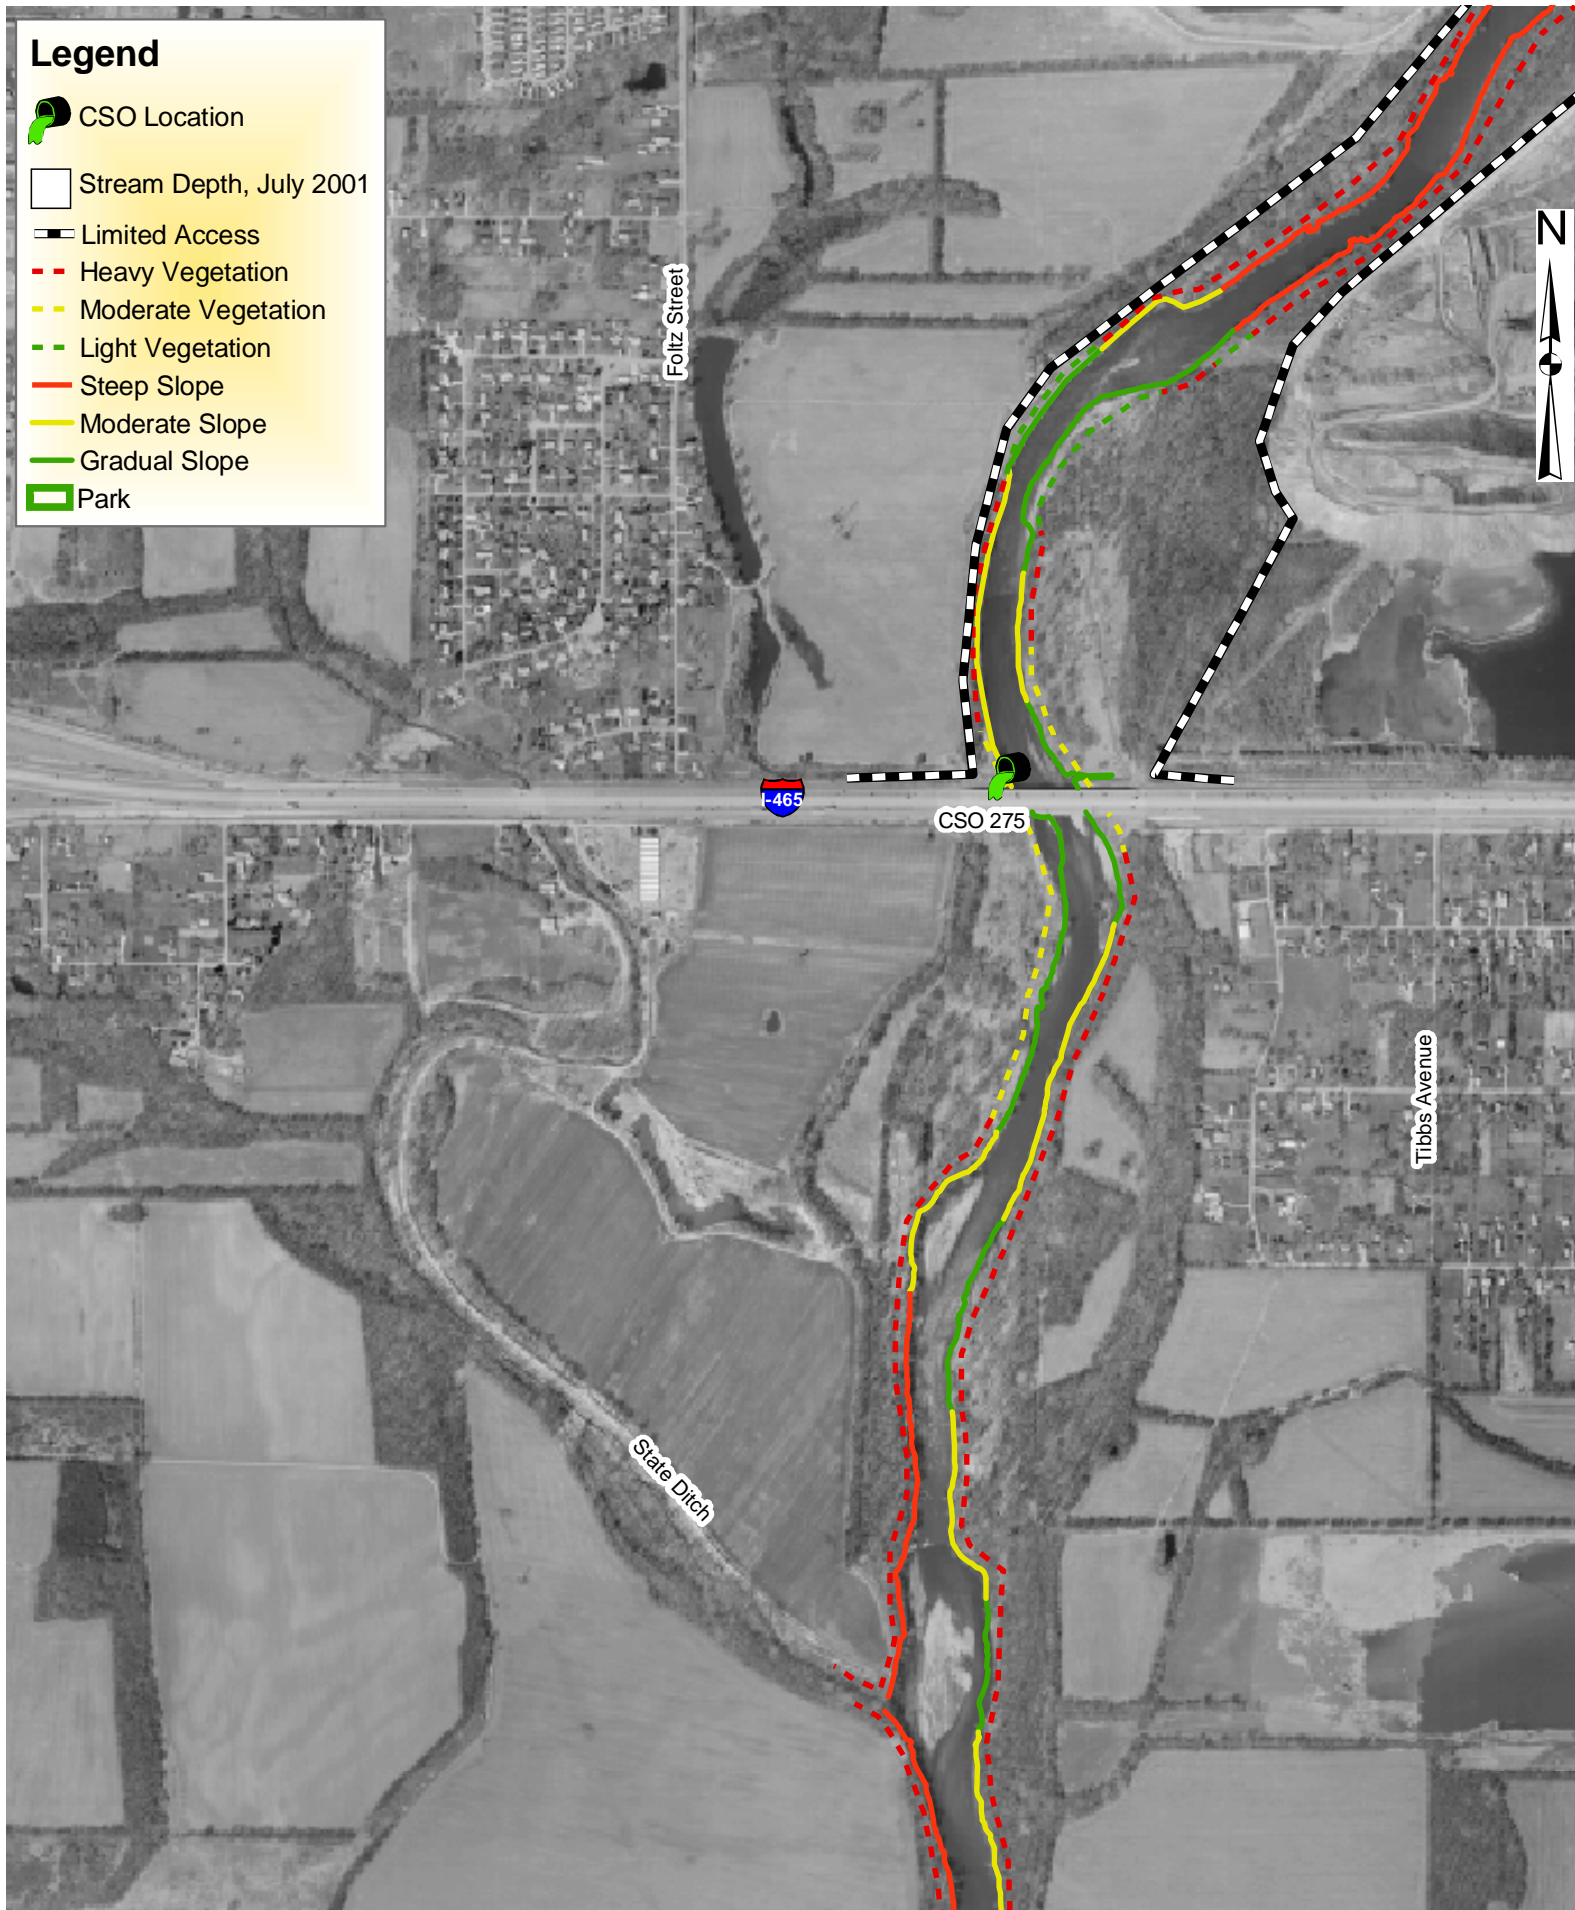 Legend
CSO Location
Stream Depth, July 2001
Limited Access
Heavy Vegetation
Moderate Vegetation
Light Vegetation
Steep Slope
Moderate Slope
Gradual Slope
Park
N
Foltz Street
I-465
CSO 275
Tibbs Avenue
State Ditch